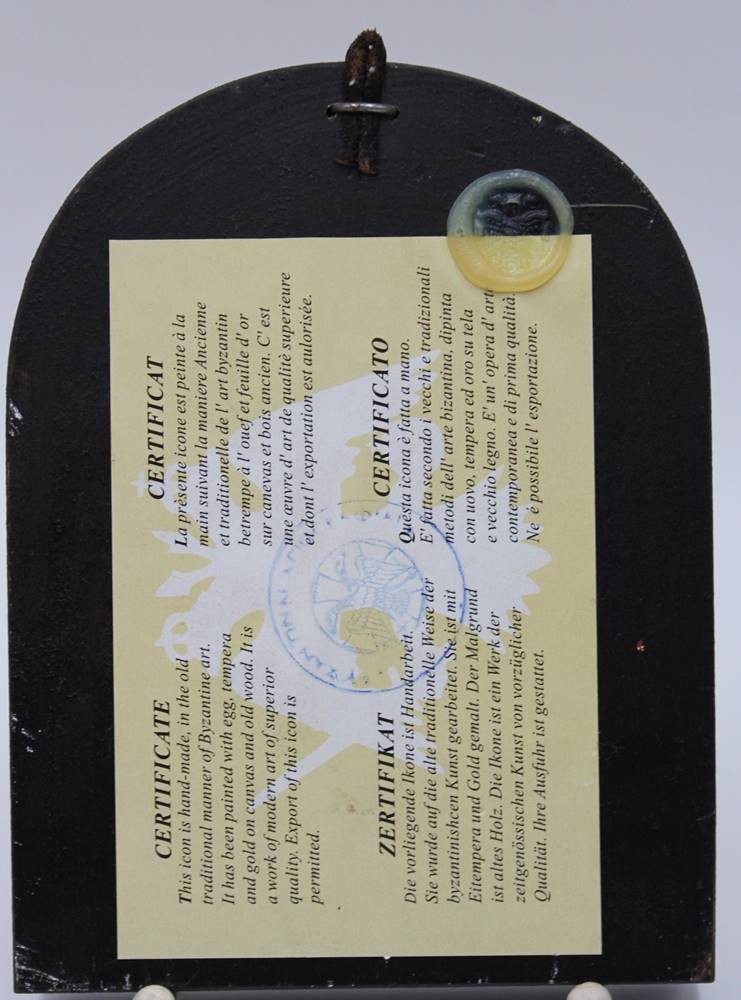 CERTIFICATE
This icon is hand-made, in the old
traditional manner of Byzantine art.
It has been painted with egg, tempera
and gold on canvas and old wood. It is
a work of modern art of superior
quality. Export of this icon is
permitted.
CERTIFICAT
La prèsente icone est peinte à la
main suivant la maniere Ancienne
et traditionelle de l' art byzantin
betrempe à l' ouef et feuille d' or
sur canevas et bois ancien. C' est
une œuvre d' art de qualitè superieure
et dont l' exportation est aulorisée.
ZERTIFIKAT
Die vorliegende Ikone ist Handarbeit.
Sie wurde auf die alte traditionelle Weise der
byzantinishcen Kunst gearbeitet. Sie ist mit
Eitempera und Gold gemalt. Der Malgrund
ist altes Holz. Die Ikone ist ein Werk der
zeitgenössischen Kunst von vorzüglicher
Qualität. Ihre Ausfuhr ist gestattet.
CERTIFICATO
Quèsta icona è fatta a mano.
E' fatta secondo i vecchi e tradizionali
metodi dell' arte bizantina, dipinta
con uovo, tempera ed oro su tela
e vecchio legno. E' un' opera d' arte
contemporanea e di prima qualità.
Ne é possibile l' esportazione.